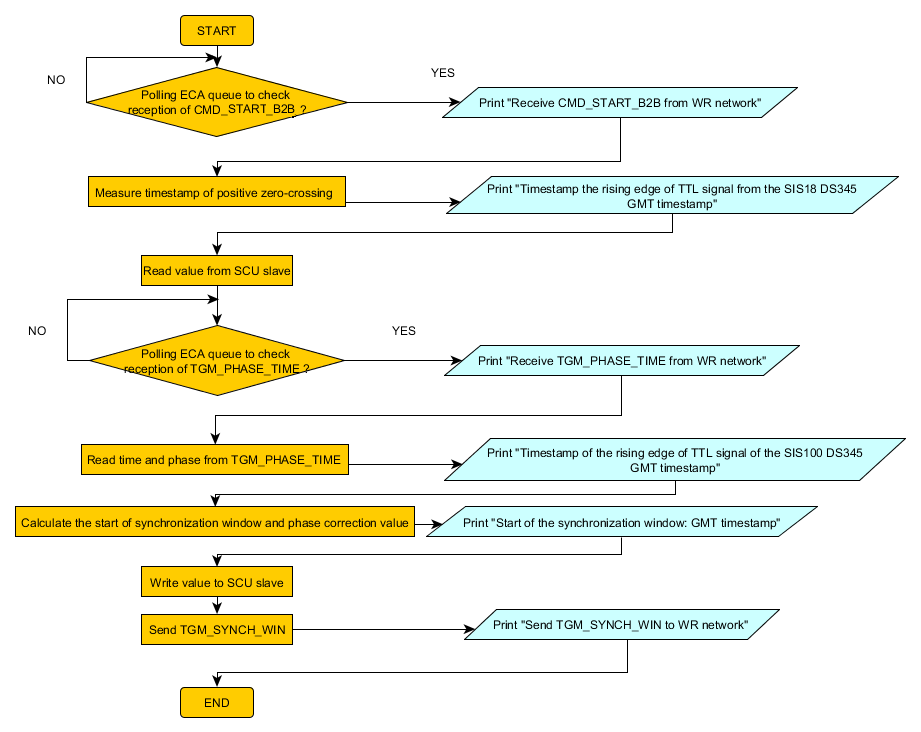 START
NO
YES
Polling ECA queue to check
reception of CMD_START_B2B ?
Print "Receive CMD_START_B2B from WR network"
Measure timestamp of positive zero-crossing
Print "Timestamp the rising edge of TTL signal from the SIS18 DS345
GMT timestamp"
Read value from SCU slave
NO
YES
Polling ECA queue to check
reception of TGM_PHASE_TIME ?
Print "Receive TGM_PHASE_TIME from WR network"
Read time and phase from TGM_PHASE_TIME
Print "Timestamp of the rising edge of TTL signal of the SIS100 DS345
GMT timestamp"
Calculate the start of synchronization window and phase correction value
Print "Start of the synchronization window: GMT timestamp"
Write value to SCU slave
Send TGM_SYNCH_WIN
Print "Send TGM_SYNCH_WIN to WR network"
END